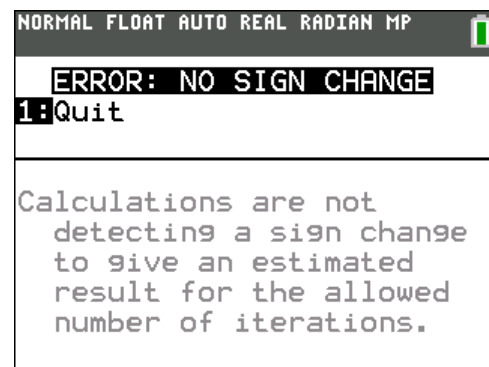 NORMAL FLOAT AUTO REAL RADIAN MP
ERROR: NO SIGN CHANGE
1:Quit
Calculations are not
detecting a sign change
to give an estimated
result for the allowed
number of iterations.